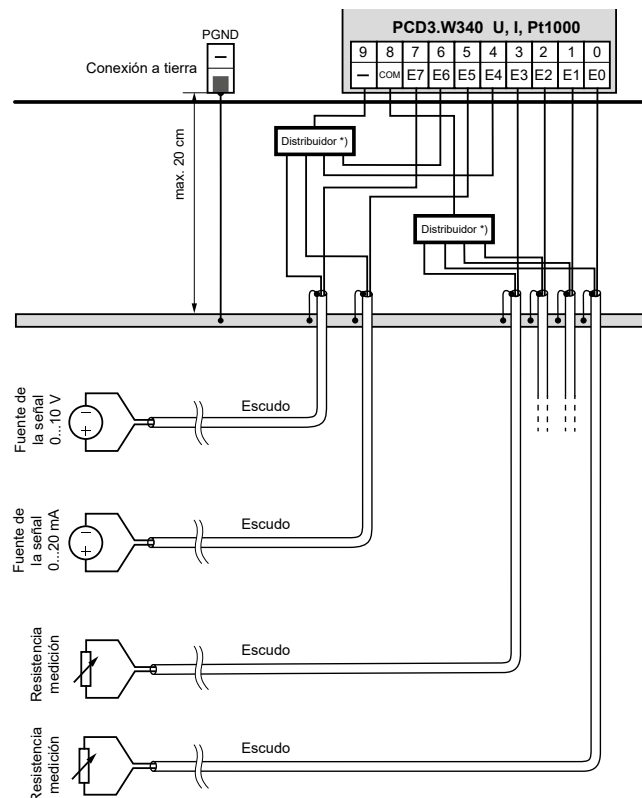 PGND
–
Conexión a tierra
PCD3.W340 U, I, Pt1000
9 8 7 6 5 4 3 2 1 0
– COM E7 E6 E5 E4 E3 E2 E1 E0
max. 20 cm
Distribuidor *)
Distribuidor *)
Fuente de
la señal
0...10 V
–
+
Escudo
Fuente de
la señal
0...20 mA
–
+
Escudo
Resistencia
medición
Escudo
Resistencia
medición
Escudo